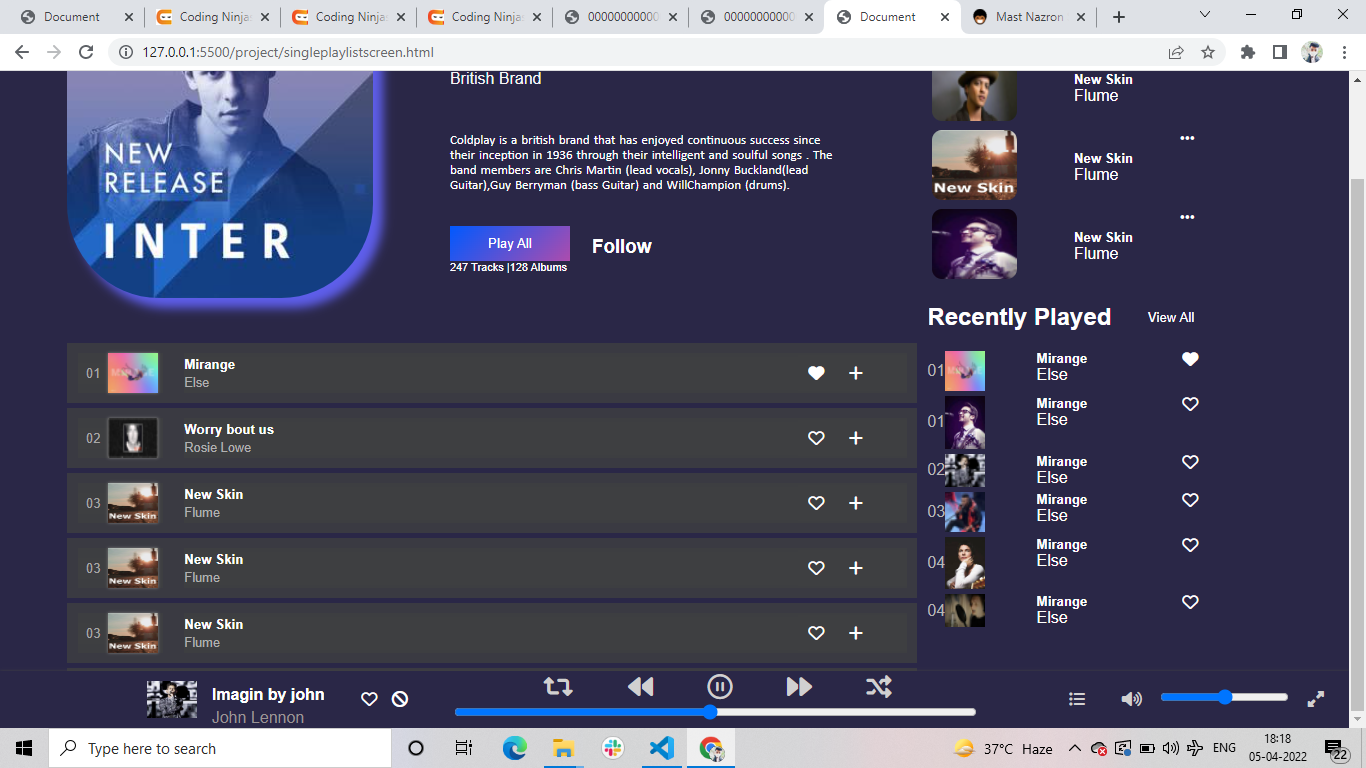 Document
Coding Ninja
Coding Ninja
Coding Ninja
00000000000
00000000000
Document
Mast Nazron
127.0.0.1:5500/project/singleplaylistscreen.html
NEW
RELEASE
INTER
British Brand
Coldplay is a british brand that has enjoyed continuous success since
their inception in 1936 through their intelligent and soulful songs . The
band members are Chris Martin (lead vocals), Jonny Buckland(lead
Guitar),Guy Berryman (bass Guitar) and WillChampion (drums).
Play All
Follow
247 Tracks |128 Albums
New Skin
Flume
New Skin
New Skin
Flume
New Skin
Flume
01
Mirange
Else
02
Worry bout us
Rosie Lowe
03
New Skin
New Skin
Flume
03
New Skin
New Skin
Flume
03
New Skin
New Skin
Flume
Recently Played
View All
01
Mirange
Else
01
Mirange
Else
02
Mirange
Else
03
Mirange
Else
04
Mirange
Else
04
Mirange
Else
Imagin by john
John Lennon
Type here to search
37°C Haze
ENG
18:18
05-04-2022
22